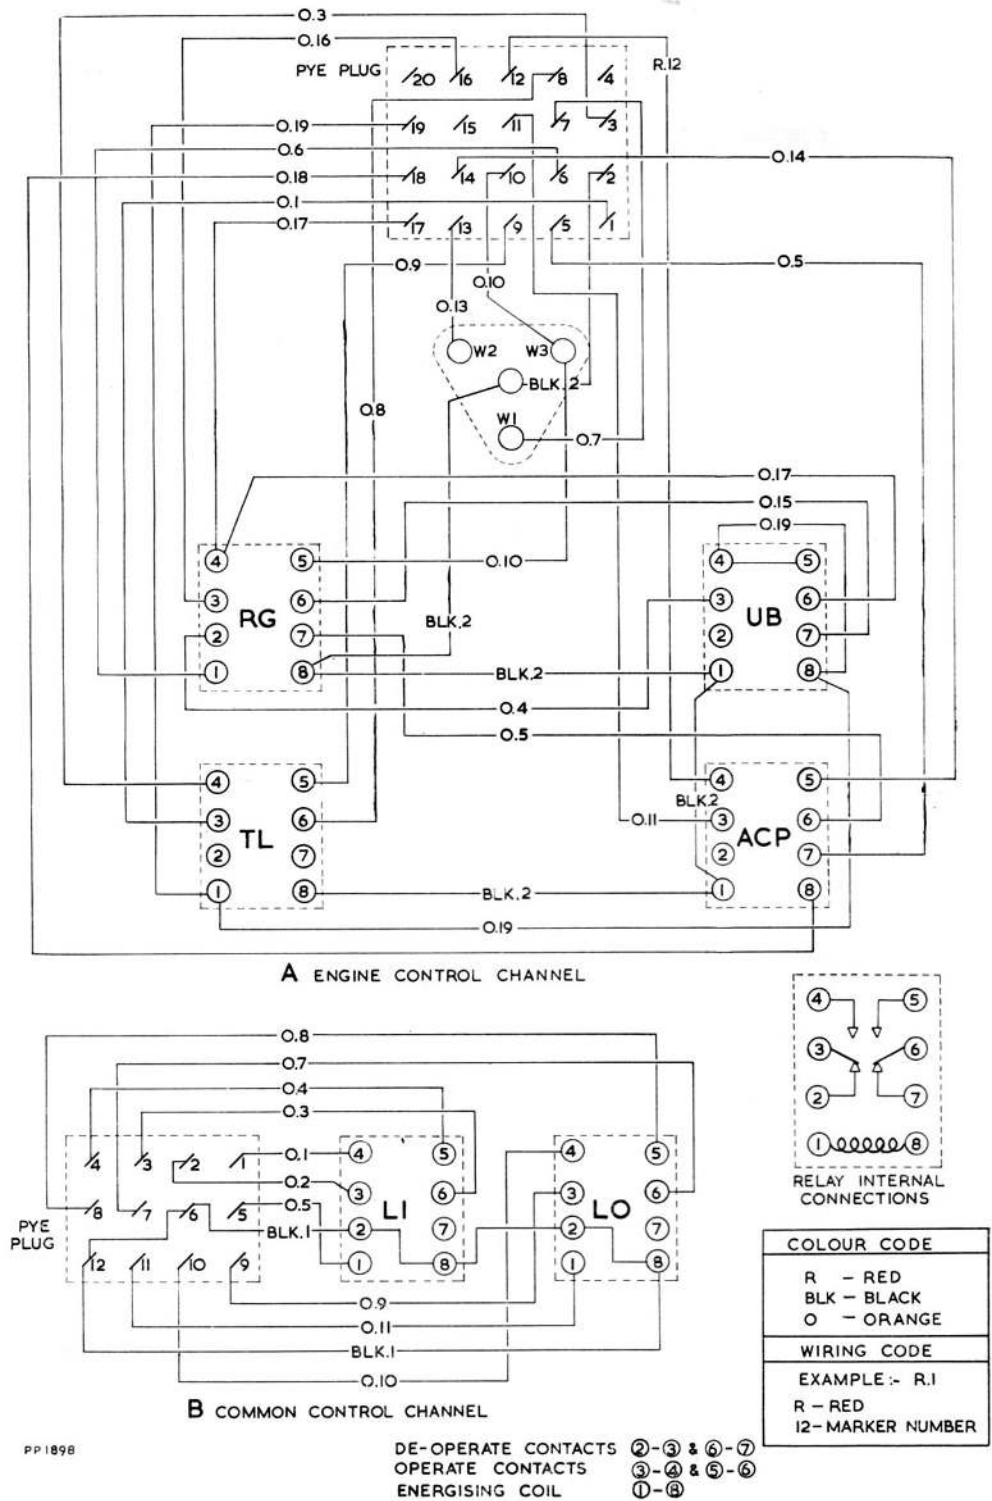 O.3
O.16
PYE PLUG
20 16 12 8 4
R.12
O.19
19 15 11 7 3
O.6
O.14
O.18
18 14 10 6 2
O.1
O.17
17 13 9 5 1
O.9
O.5
O.10
O.13
W2 W3
BLK.2
O.8
W1
O.7
O.17
O.15
O.19
4 5
O.10
4 5
3 6
RG
3 6
UB
2 7
BLK.2
2 7
1 8
BLK.2
1 8
O.4
O.5
4 5
4 5
BLK.2
3 6
TL
O.11
3 6
ACP
2 7
2 7
1 8
BLK.2
1 8
O.19
A ENGINE CONTROL CHANNEL
4 5
3 6
2 7
1 8
RELAY INTERNAL
CONNECTIONS
O.8
O.7
O.4
O.3
4 3 2 1
O.1
4 5
4 5
O.2
3 6
3 6
LI
LO
8 7 6 5
O.5
PYE
PLUG
BLK.1
2 7
2 7
12 11 10 9
1 8
1 8
O.9
O.11
BLK.1
O.10
B COMMON CONTROL CHANNEL
COLOUR CODE
R – RED
BLK – BLACK
O – ORANGE
WIRING CODE
EXAMPLE:- R.1
R – RED
12 – MARKER NUMBER
PP1898
DE-OPERATE CONTACTS ②-③ & ⑥-⑦
OPERATE CONTACTS ③-④ & ⑤-⑥
ENERGISING COIL ①-⑧